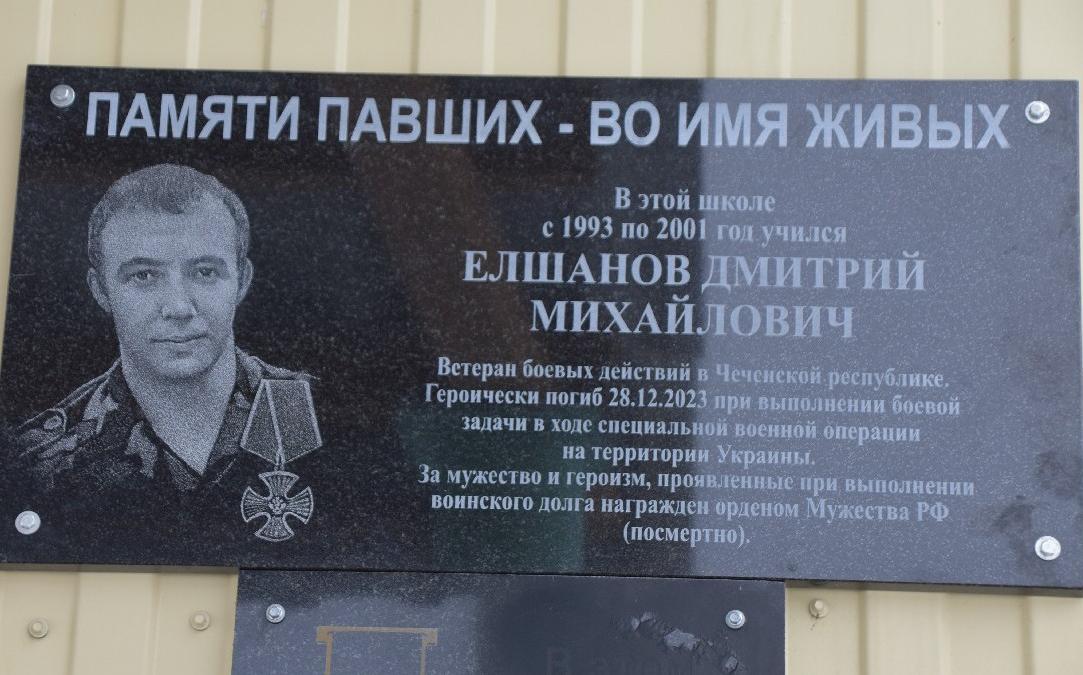 ПАМЯТИ ПАВШИХ - ВО ИМЯ ЖИВЫХ
В этой школе
с 1993 по 2001 год учился
ЕЛШАНОВ ДМИТРИЙ
МИХАЙЛОВИЧ
Ветеран боевых действий в Чеченской республике.
Героически погиб 28.12.2023 при выполнении боевой
задачи в ходе специальной военной операции
на территории Украины.
За мужество и героизм, проявленные при выполнении
воинского долга награжден орденом Мужества РФ
(посмертно).